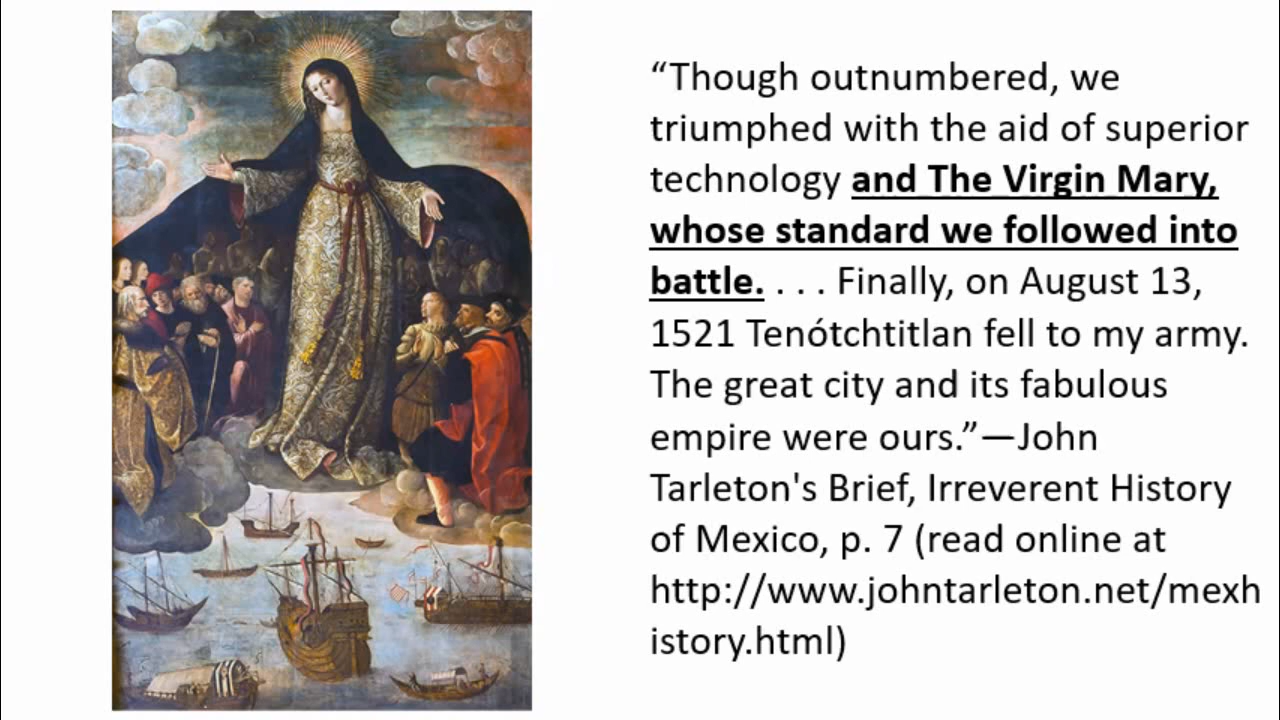 “Though outnumbered, we
triumphed with the aid of superior
technology and The Virgin Mary,
whose standard we followed into
battle. . . . Finally, on August 13,
1521 Tenótchtitlan fell to my army.
The great city and its fabulous
empire were ours.”—John
Tarleton's Brief, Irreverent History
of Mexico, p. 7 (read online at
http://www.johntarleton.net/mexh
istory.html)